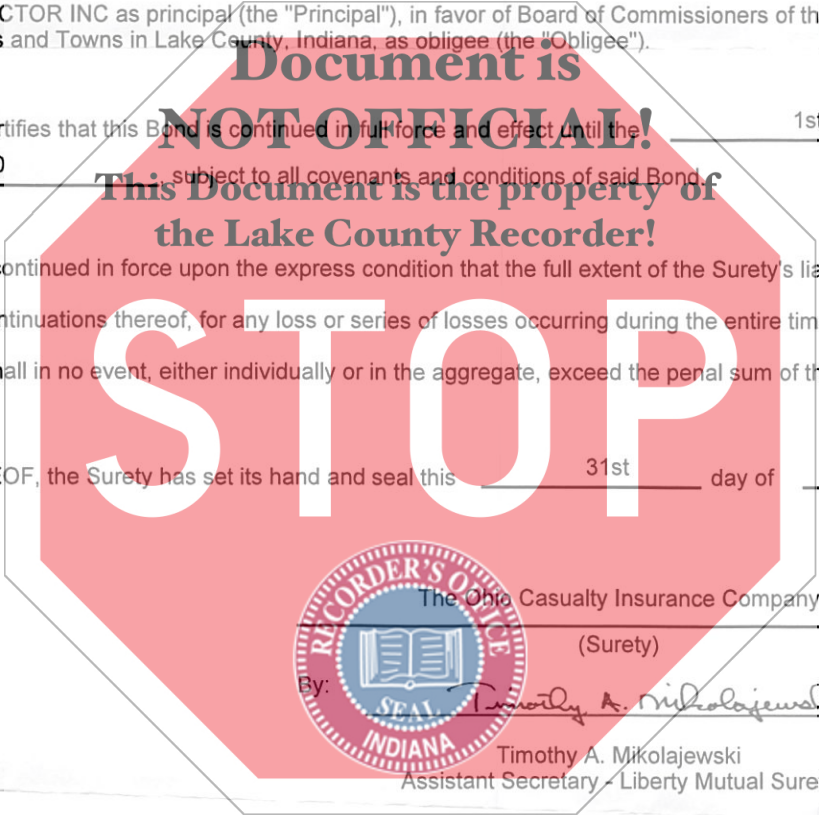 CTOR INC as principal (the "Principal"), in favor of Board of Commissioners of th
s and Towns in Lake County, Indiana, as obligee (the "Obligee").
Document is
NOT OFFICIAL!
rtifies that this Bond is continued in full force and effect until the 1st
0 , subject to all covenants and conditions of said Bond.
This Document is the property of
the Lake County Recorder!
ontinued in force upon the express condition that the full extent of the Surety's lia
ntinuations thereof, for any loss or series of losses occurring during the entire tim
hall in no event, either individually or in the aggregate, exceed the penal sum of th
STOP
EOF, the Surety has set its hand and seal this 31st day of
RECORDER'S OFFICE
SEAL
INDIANA
The Ohio Casualty Insurance Company
(Surety)
By: Timothy A. Mikolajews
Timothy A. Mikolajewski
Assistant Secretary - Liberty Mutual Sure